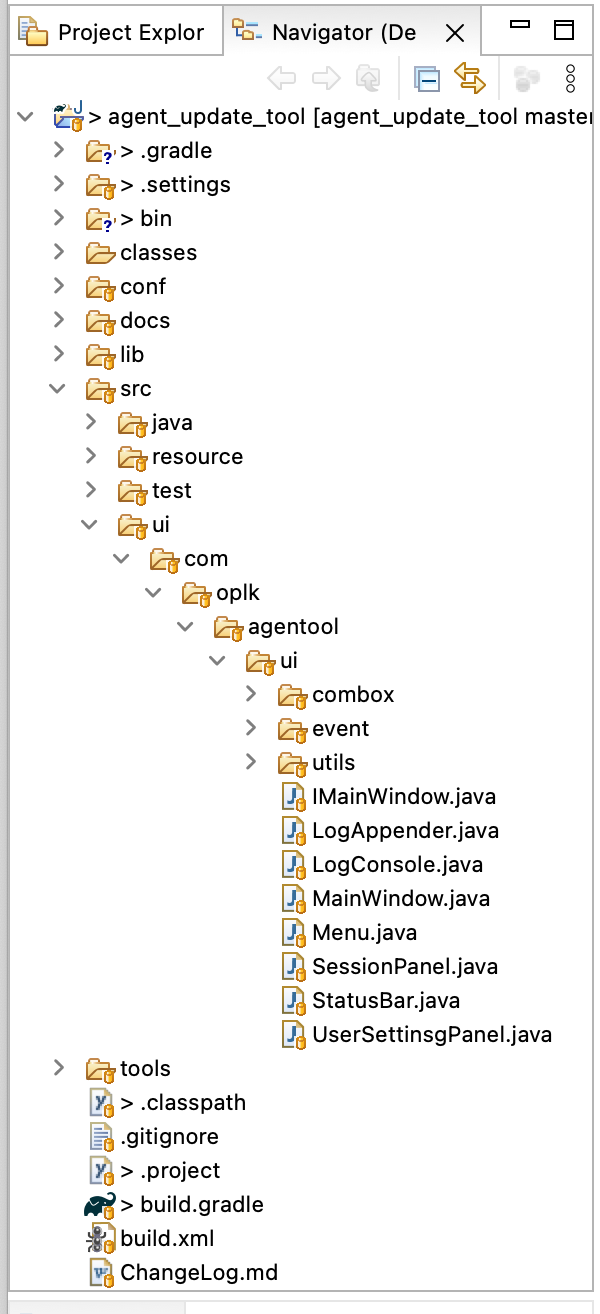 Project Explor
Navigator (De
> agent_update_tool [agent_update_tool master
> .gradle
> .settings
> bin
classes
conf
docs
lib
src
java
resource
test
ui
com
oplk
agentool
ui
combox
event
utils
IMainWindow.java
LogAppender.java
LogConsole.java
MainWindow.java
Menu.java
SessionPanel.java
StatusBar.java
UserSettinsgPanel.java
tools
> .classpath
.gitignore
> .project
> build.gradle
build.xml
ChangeLog.md